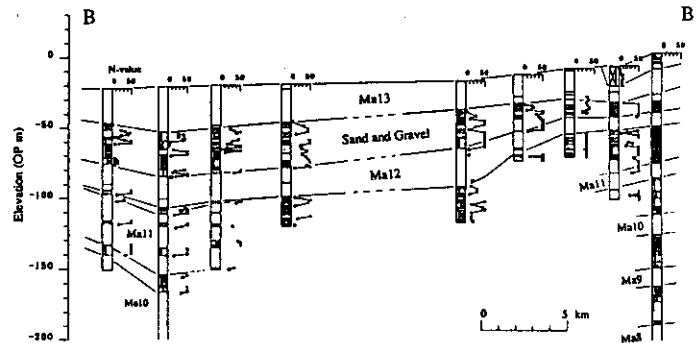 B B
N-value
0 50 0 50 0 50 0 50 0 50 0 50 0 50 0 50 0 50
0
-50
-100
-150
-200
Elevation (OP m)
Ma13
Sand and Gravel
Ma12
Ma11
Ma10
Ma11
Ma10
Ma9
Ma8
0 5
km